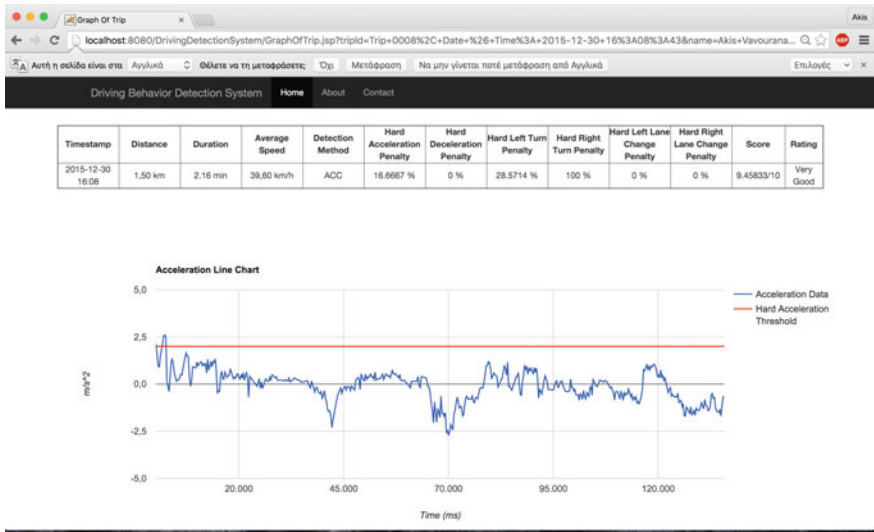 Graph Of Trip
Akis
localhost:8080/DrivingDetectionSystem/GraphOfTrip.jsp?tripId=Trip+0008%2C+Date+%26+Time%3A+2015-12-30+16%3A08%3A43&name=Akis+Vavourana...
ABP
Αυτή η σελίδα είναι στα Αγγλικά Θέλετε να τη μεταφράσετε; Όχι Μετάφραση Να μην γίνεται ποτέ μετάφραση από Αγγλικά Επιλογές
Driving Behavior Detection System Home About Contact
Timestamp Distance Duration Average Speed Detection Method Hard Acceleration Penalty Hard Deceleration Penalty Hard Left Turn Penalty Hard Right Turn Penalty Hard Left Lane Change Penalty Hard Right Lane Change Penalty Score Rating
2015-12-30 16:08 1,50 km 2.16 min 39,60 km/h ACC 16.6667 % 0 % 28.5714 % 100 % 0 % 0 % 9.45833/10 Very Good
Acceleration Line Chart
5,0
2,5
0,0
-2,5
-5,0
m/s^2
20.000 45.000 70.000 95.000 120.000
Time (ms)
Acceleration Data
Hard Acceleration
Threshold